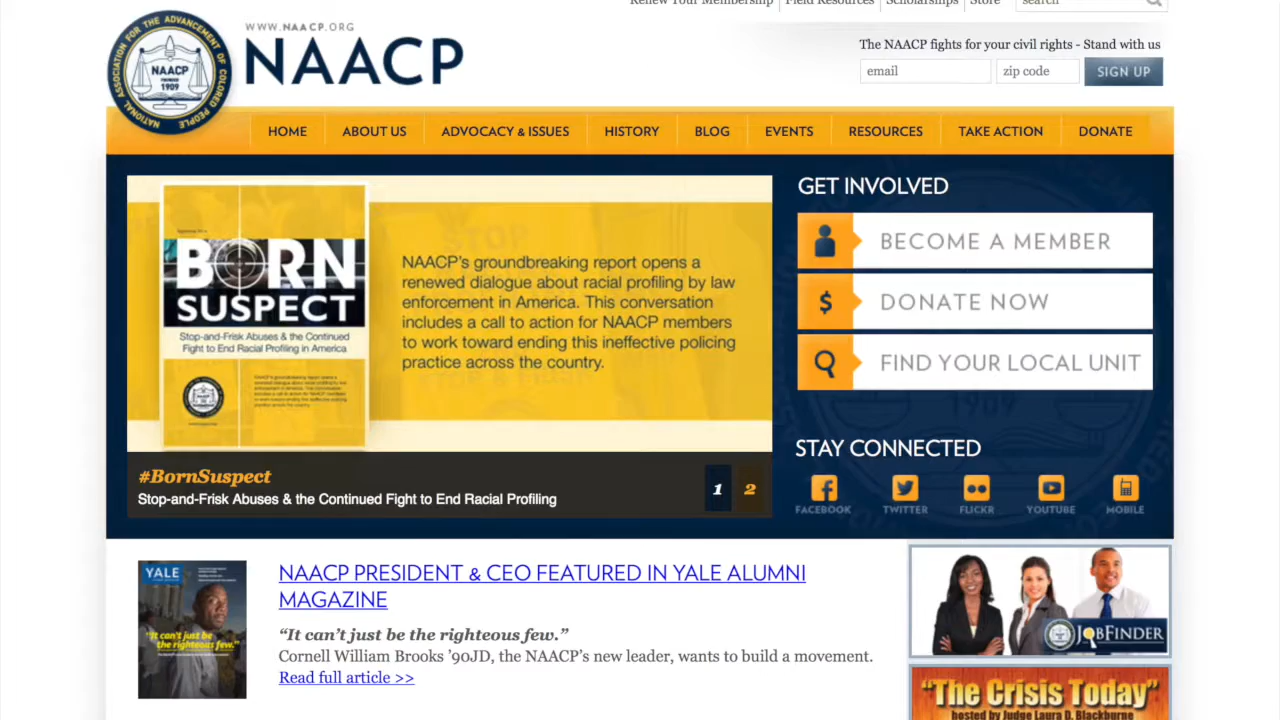 Renew Your Membership
Field Resources
Scholarships
Store
search
NATIONAL ASSOCIATION FOR THE ADVANCEMENT OF COLORED PEOPLE
NAACP
FOUNDED
1909
WWW.NAACP.ORG
NAACP
The NAACP fights for your civil rights - Stand with us
email
zip code
SIGN UP
HOME
ABOUT US
ADVOCACY & ISSUES
HISTORY
BLOG
EVENTS
RESOURCES
TAKE ACTION
DONATE
BORN
SUSPECT
Stop-and-Frisk Abuses & the Continued
Fight to End Racial Profiling in America
NAACP's groundbreaking report opens a
renewed dialogue about racial profiling by law
enforcement in America. This conversation
includes a call to action for NAACP members
to work toward ending this ineffective policing
practice across the country.
#BornSuspect
Stop-and-Frisk Abuses & the Continued Fight to End Racial Profiling
1
2
GET INVOLVED
BECOME A MEMBER
$
DONATE NOW
FIND YOUR LOCAL UNIT
1909
STAY CONNECTED
FACEBOOK
TWITTER
FLICKR
YOUTUBE
MOBILE
YALE
"It can't just be
the righteous few."
NAACP PRESIDENT & CEO FEATURED IN YALE ALUMNI
MAGAZINE
“It can’t just be the righteous few.”
Cornell William Brooks ’90JD, the NAACP’s new leader, wants to build a movement.
Read full article >>
JOBFINDER
“The Crisis Today”
hosted by Judge Laura D. Blackburne